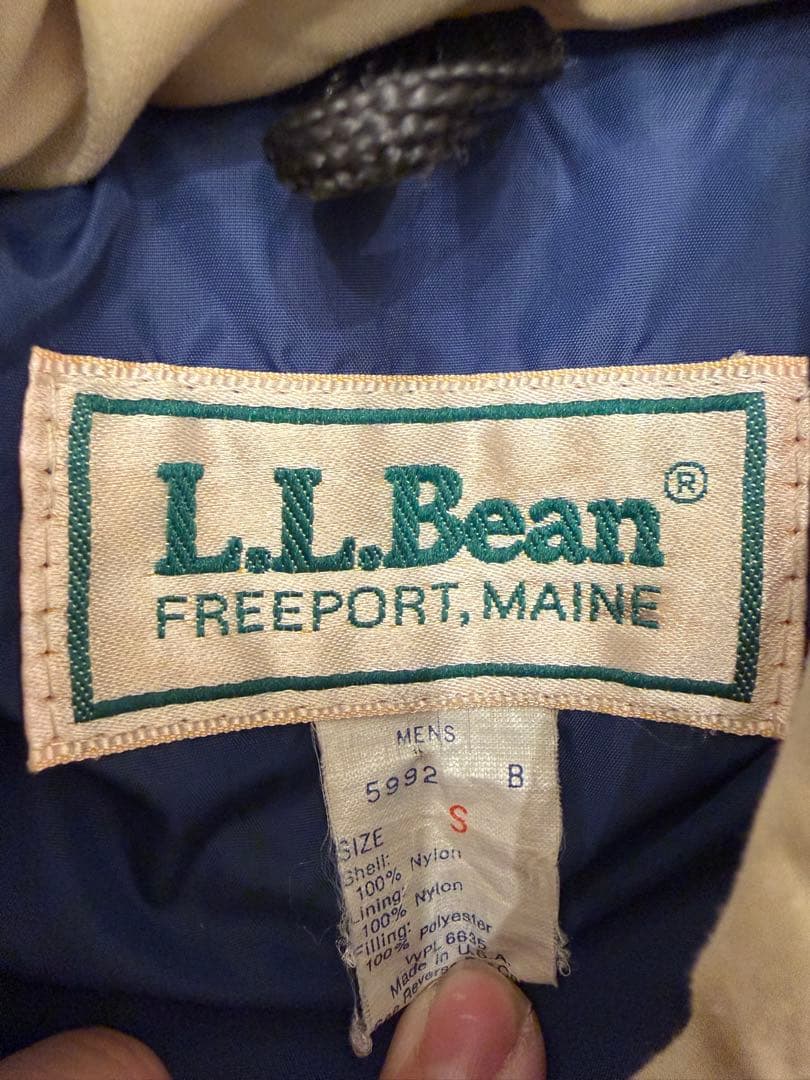 L.L.Bean®
FREEPORT, MAINE
MENS
5992 B
SIZE S
Shell:
100% Nylon
Lining:
100% Nylon
Filling:
100% Polyester
WPL 6635
Made in U.S.A.
Reverse